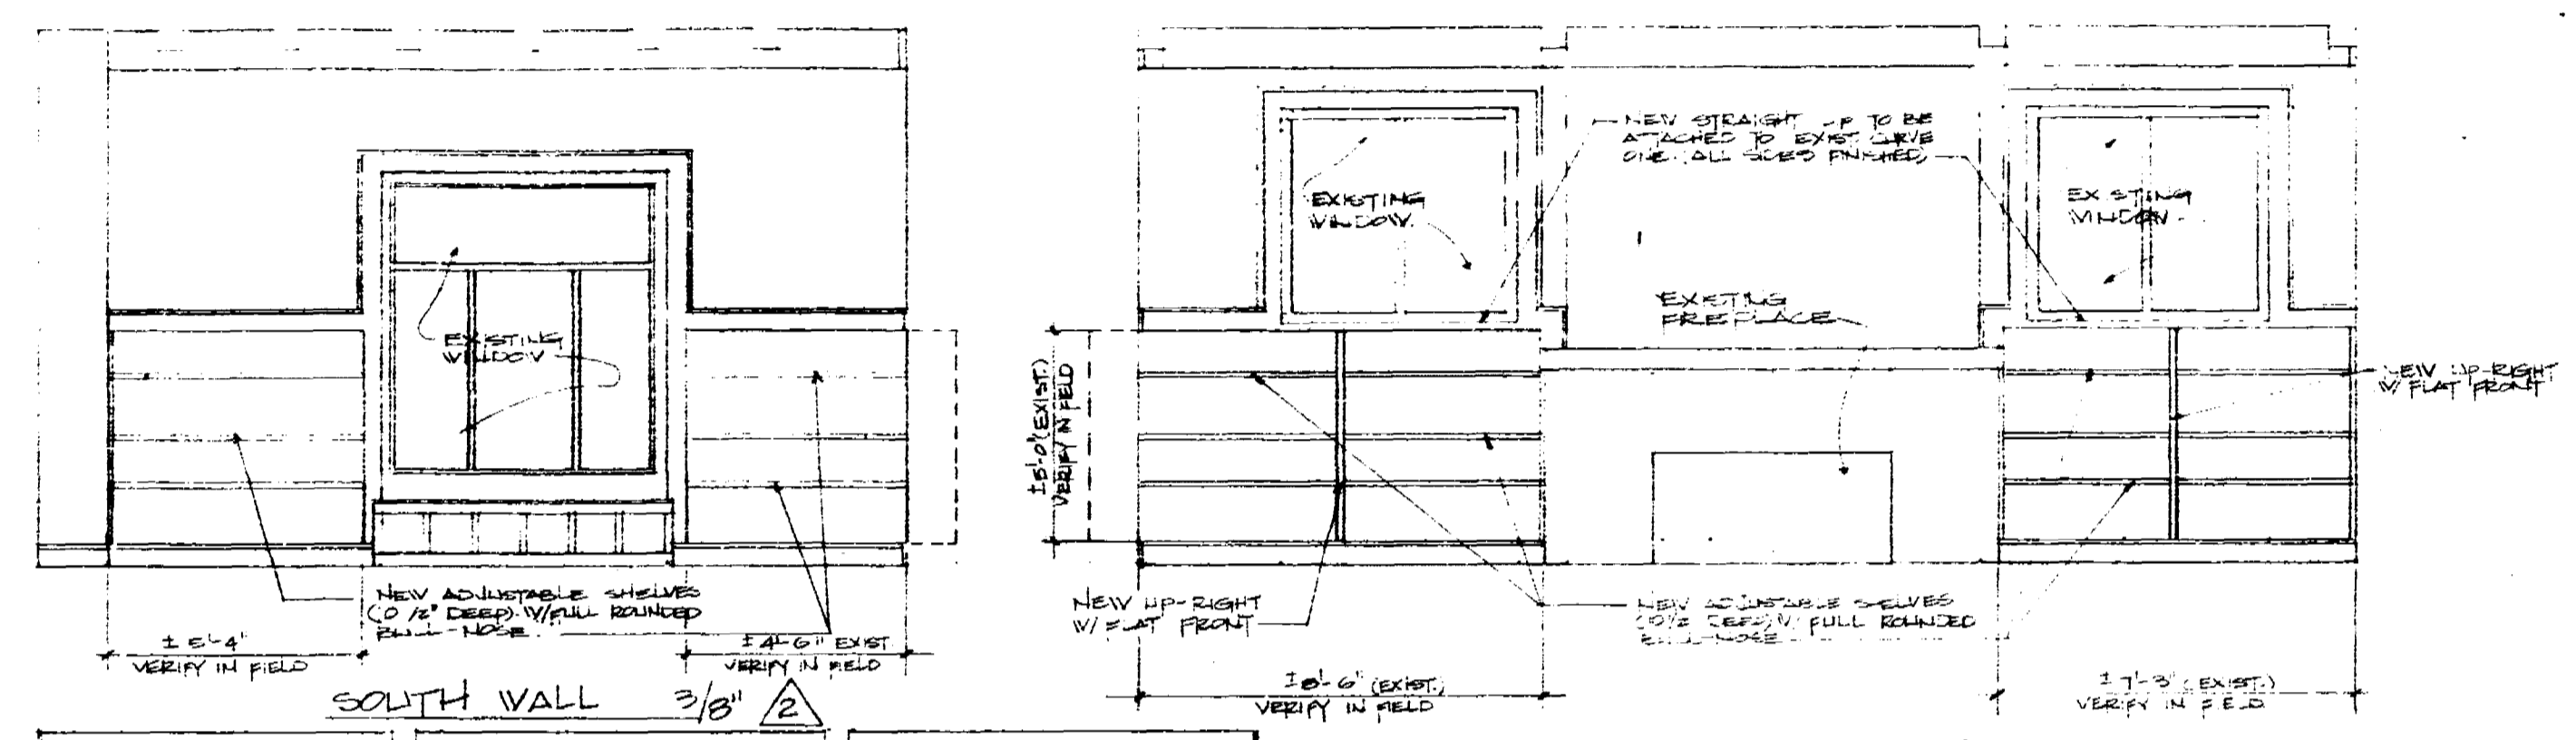 EXISTING
WINDOW
NEW ADJUSTABLE SHELVES
(10 1/2" DEEP) W/FULL ROUNDED
BULL-NOSE
±5'-4"
VERIFY IN FIELD
±4'-6" EXIST.
VERIFY IN FIELD
SOUTH WALL 3/8" 2
EXISTING
WINDOW
NEW STRAIGHT TO BE
ATTACHED TO EXIST. CURVE
ONE (ALL SIDES FINISHED)
EXISTING
WINDOW
EXISTING
FIREPLACE
NEW UP-RIGHT
W/ FLAT FRONT
(EXIST.)
VERIFY IN FIELD
NEW UP-RIGHT
W/ FLAT FRONT
NEW ADJUSTABLE SHELVES
(10 1/2" DEEP) W/ FULL ROUNDED
BULL-NOSE
±8'-6" (EXIST.)
VERIFY IN FIELD
±7'-3" (EXIST.)
VERIFY IN FIELD